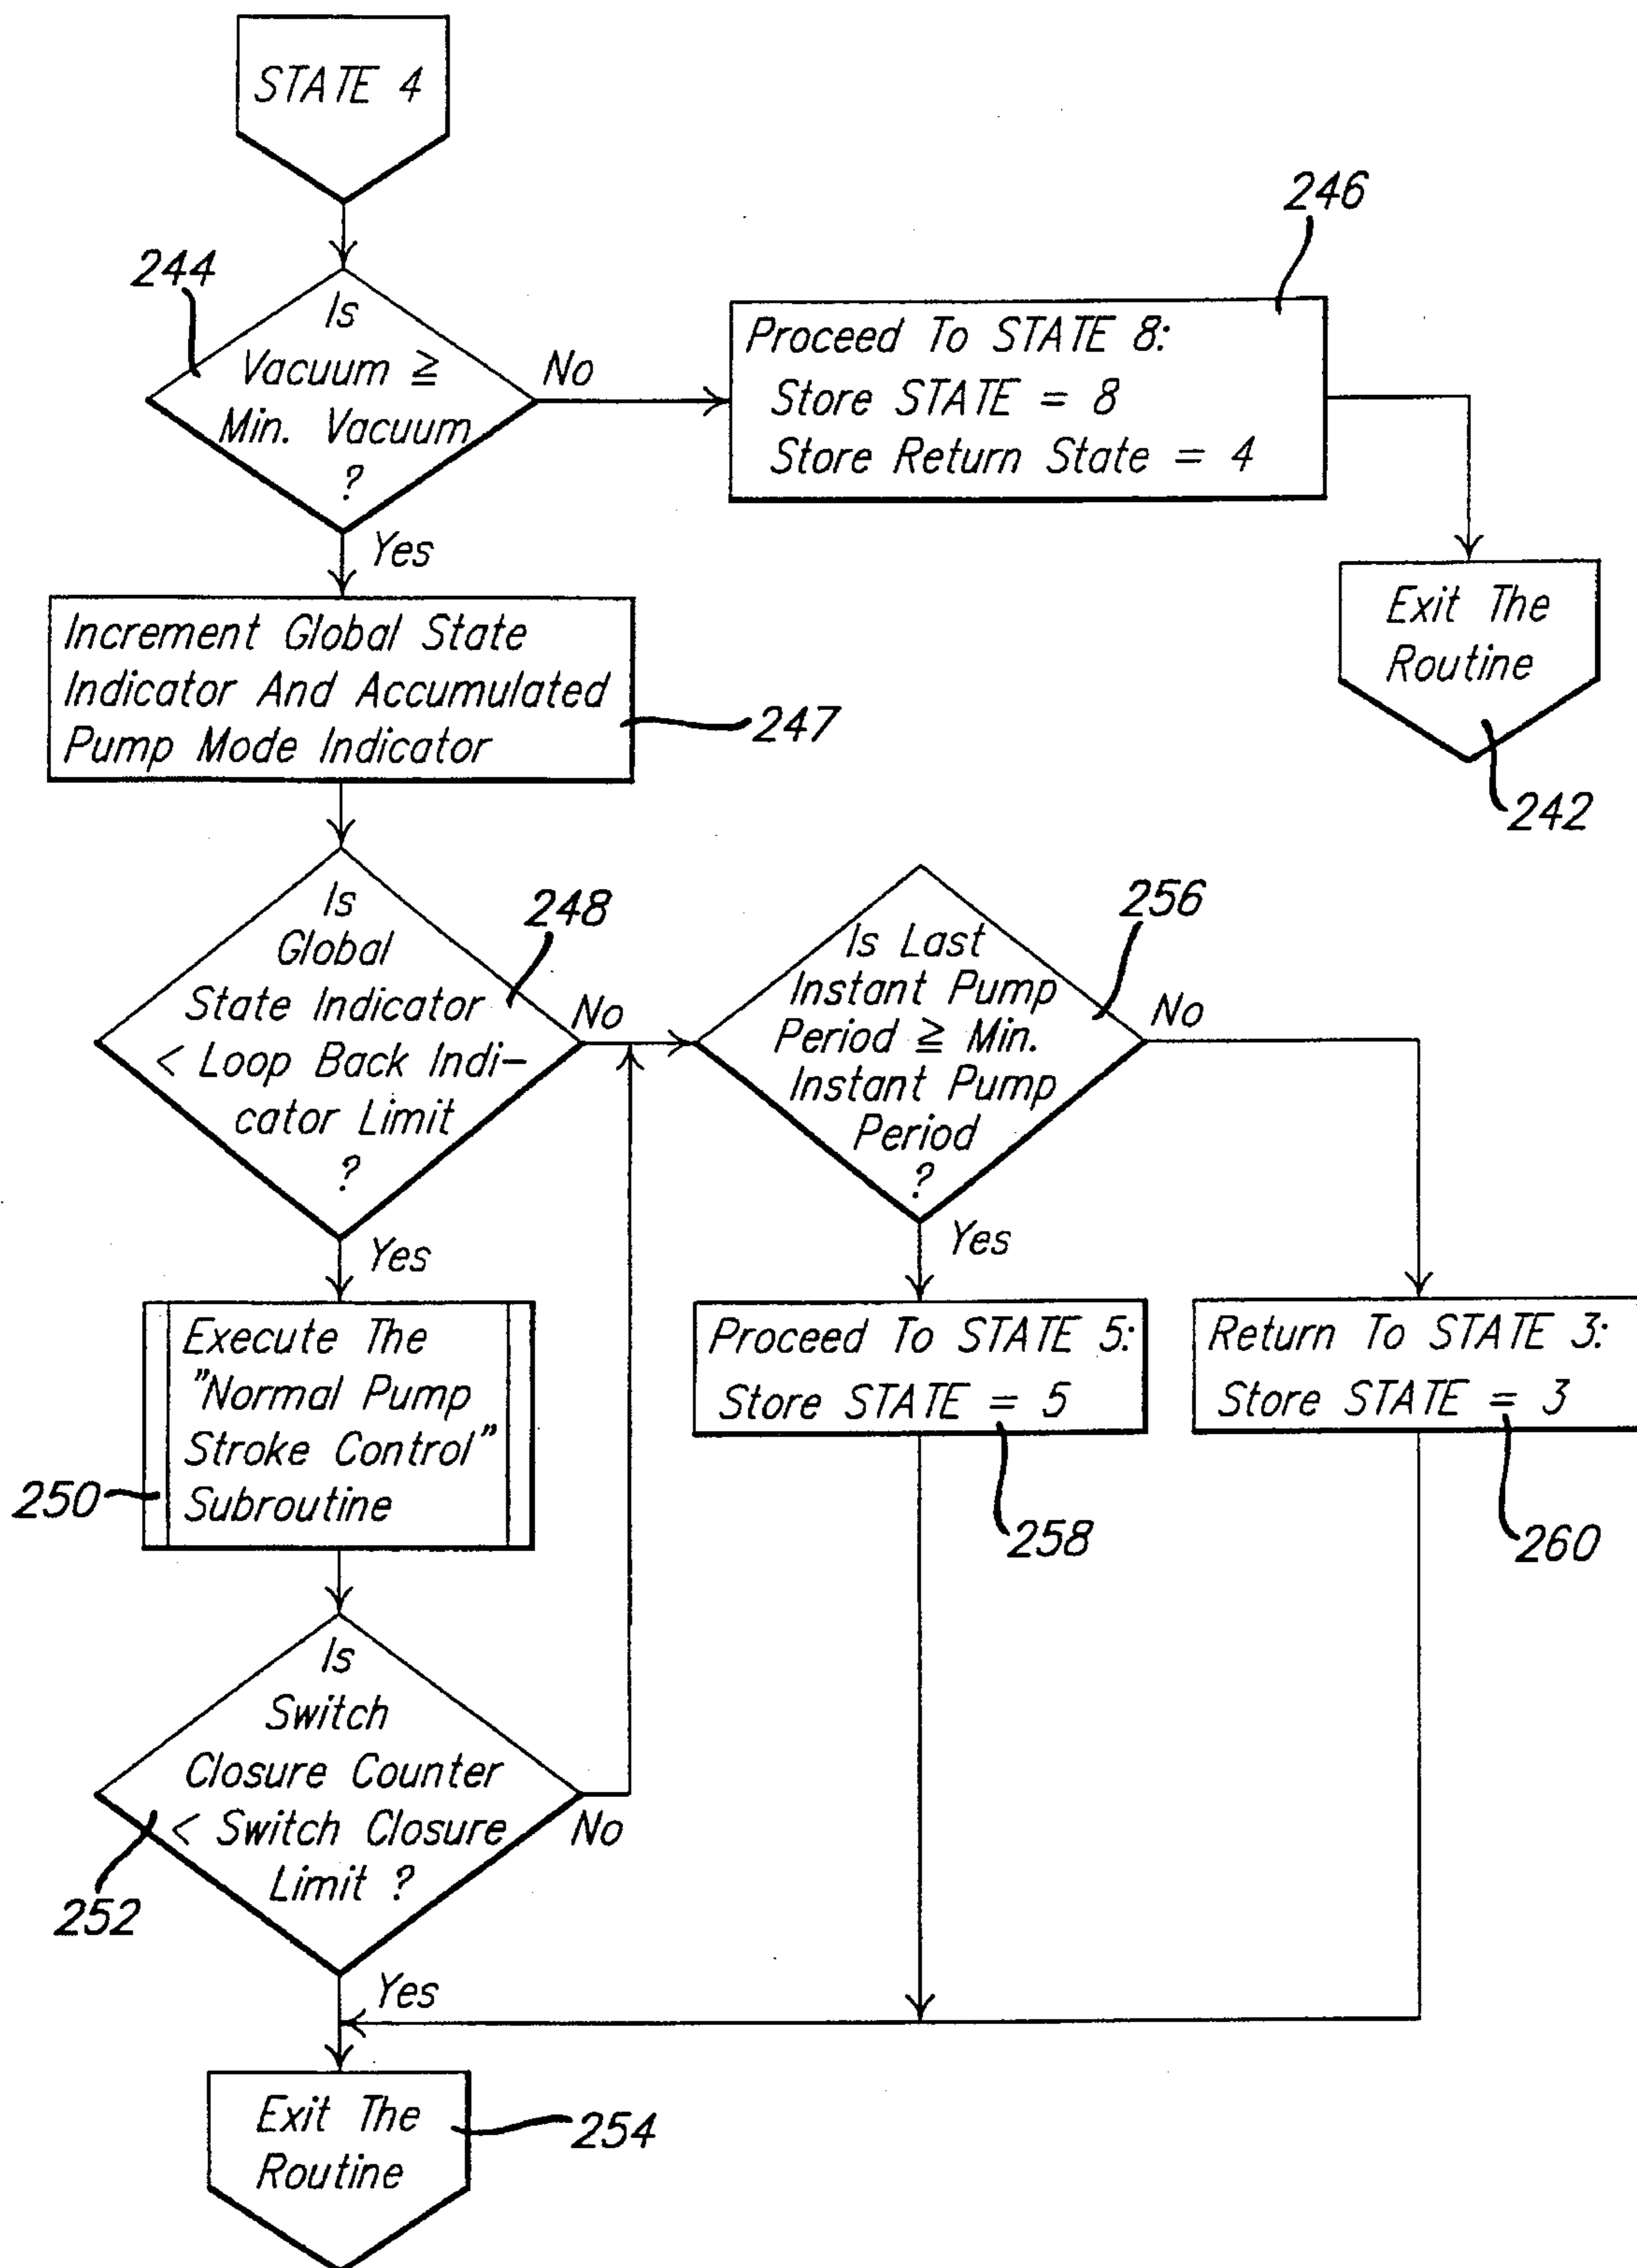 STATE 4
244
Is
Vacuum ≧
Min. Vacuum
?
No
Yes
246
Proceed To STATE 8:
Store STATE = 8
Store Return State = 4
Exit The
Routine
242
Increment Global State
Indicator And Accumulated
Pump Mode Indicator
247
Is
Global
State Indicator
< Loop Back Indi-
cator Limit
?
248
No
Yes
Is Last
Instant Pump
Period ≧ Min.
Instant Pump
Period
?
256
No
Yes
Execute The
"Normal Pump
Stroke Control"
Subroutine
250
Proceed To STATE 5:
Store STATE = 5
258
Return To STATE 3:
Store STATE = 3
260
Is
Switch
Closure Counter
< Switch Closure
Limit ?
252
No
Yes
Exit The
Routine
254